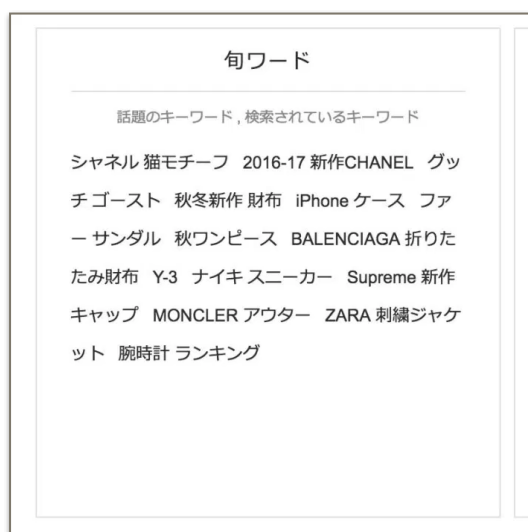 旬ワード
話題のキーワード , 検索されているキーワード
シャネル 猫モチーフ 2016-17 新作CHANEL グッ
チ ゴースト 秋冬新作 財布 iPhone ケース ファ
ー サンダル 秋ワンピース BALENCIAGA 折りた
たみ財布 Y-3 ナイキ スニーカー Supreme 新作
キャップ MONCLER アウター ZARA 刺繍ジャケ
ット 腕時計 ランキング